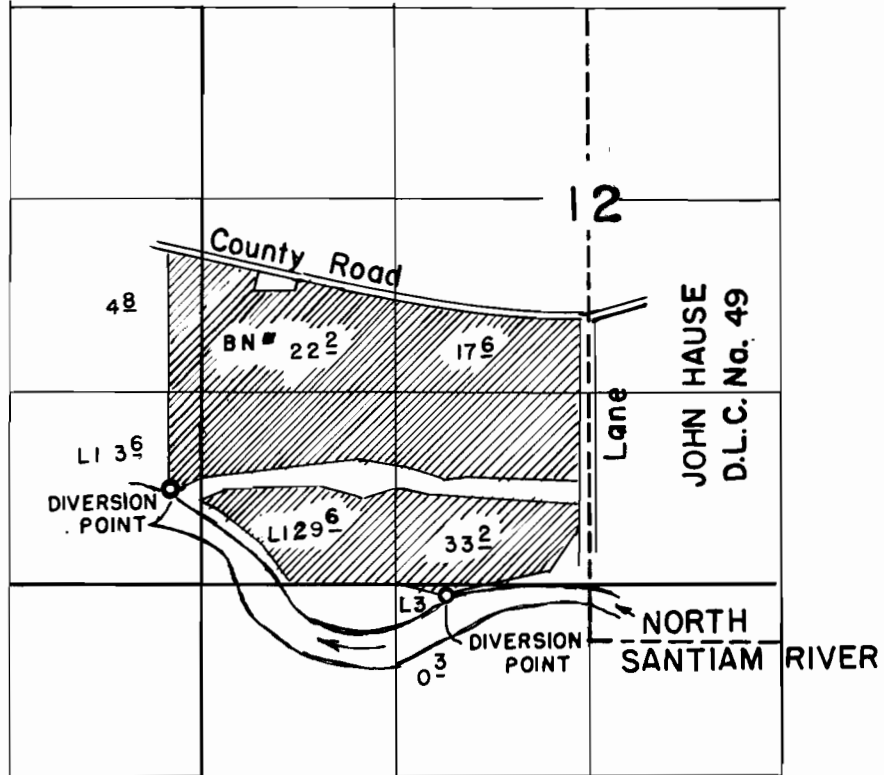 12
County Road
4 8
BN" 22 2
17 6
JOHN HAUSE
D.L.C. No. 49
Lane
L1 3 6
DIVERSION
POINT
L1 29 6
33 2
L3
NORTH
DIVERSION
POINT
SANTIAM RIVER
0 3